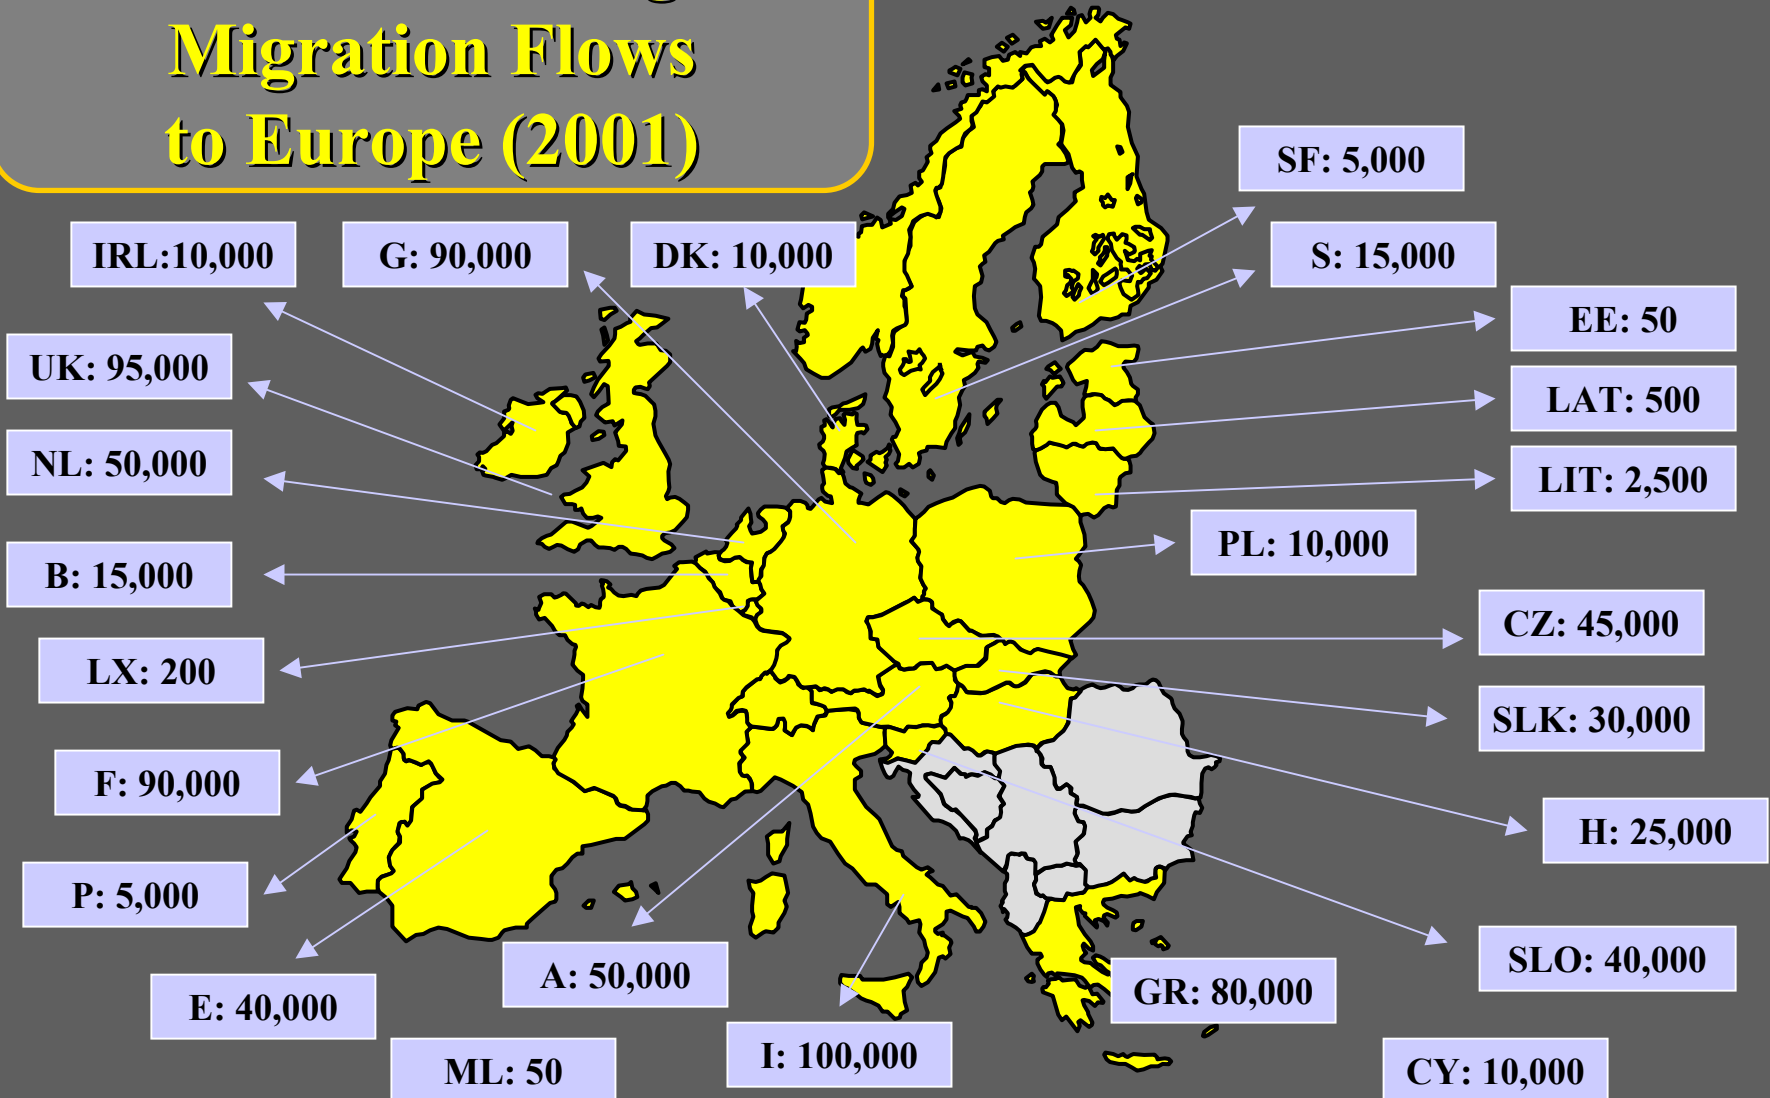 Migration Flows
to Europe (2001)
SF: 5,000
IRL:10,000
G: 90,000
DK: 10,000
S: 15,000
EE: 50
UK: 95,000
LAT: 500
NL: 50,000
LIT: 2,500
PL: 10,000
B: 15,000
CZ: 45,000
LX: 200
SLK: 30,000
F: 90,000
H: 25,000
P: 5,000
SLO: 40,000
A: 50,000
GR: 80,000
E: 40,000
I: 100,000
ML: 50
CY: 10,000